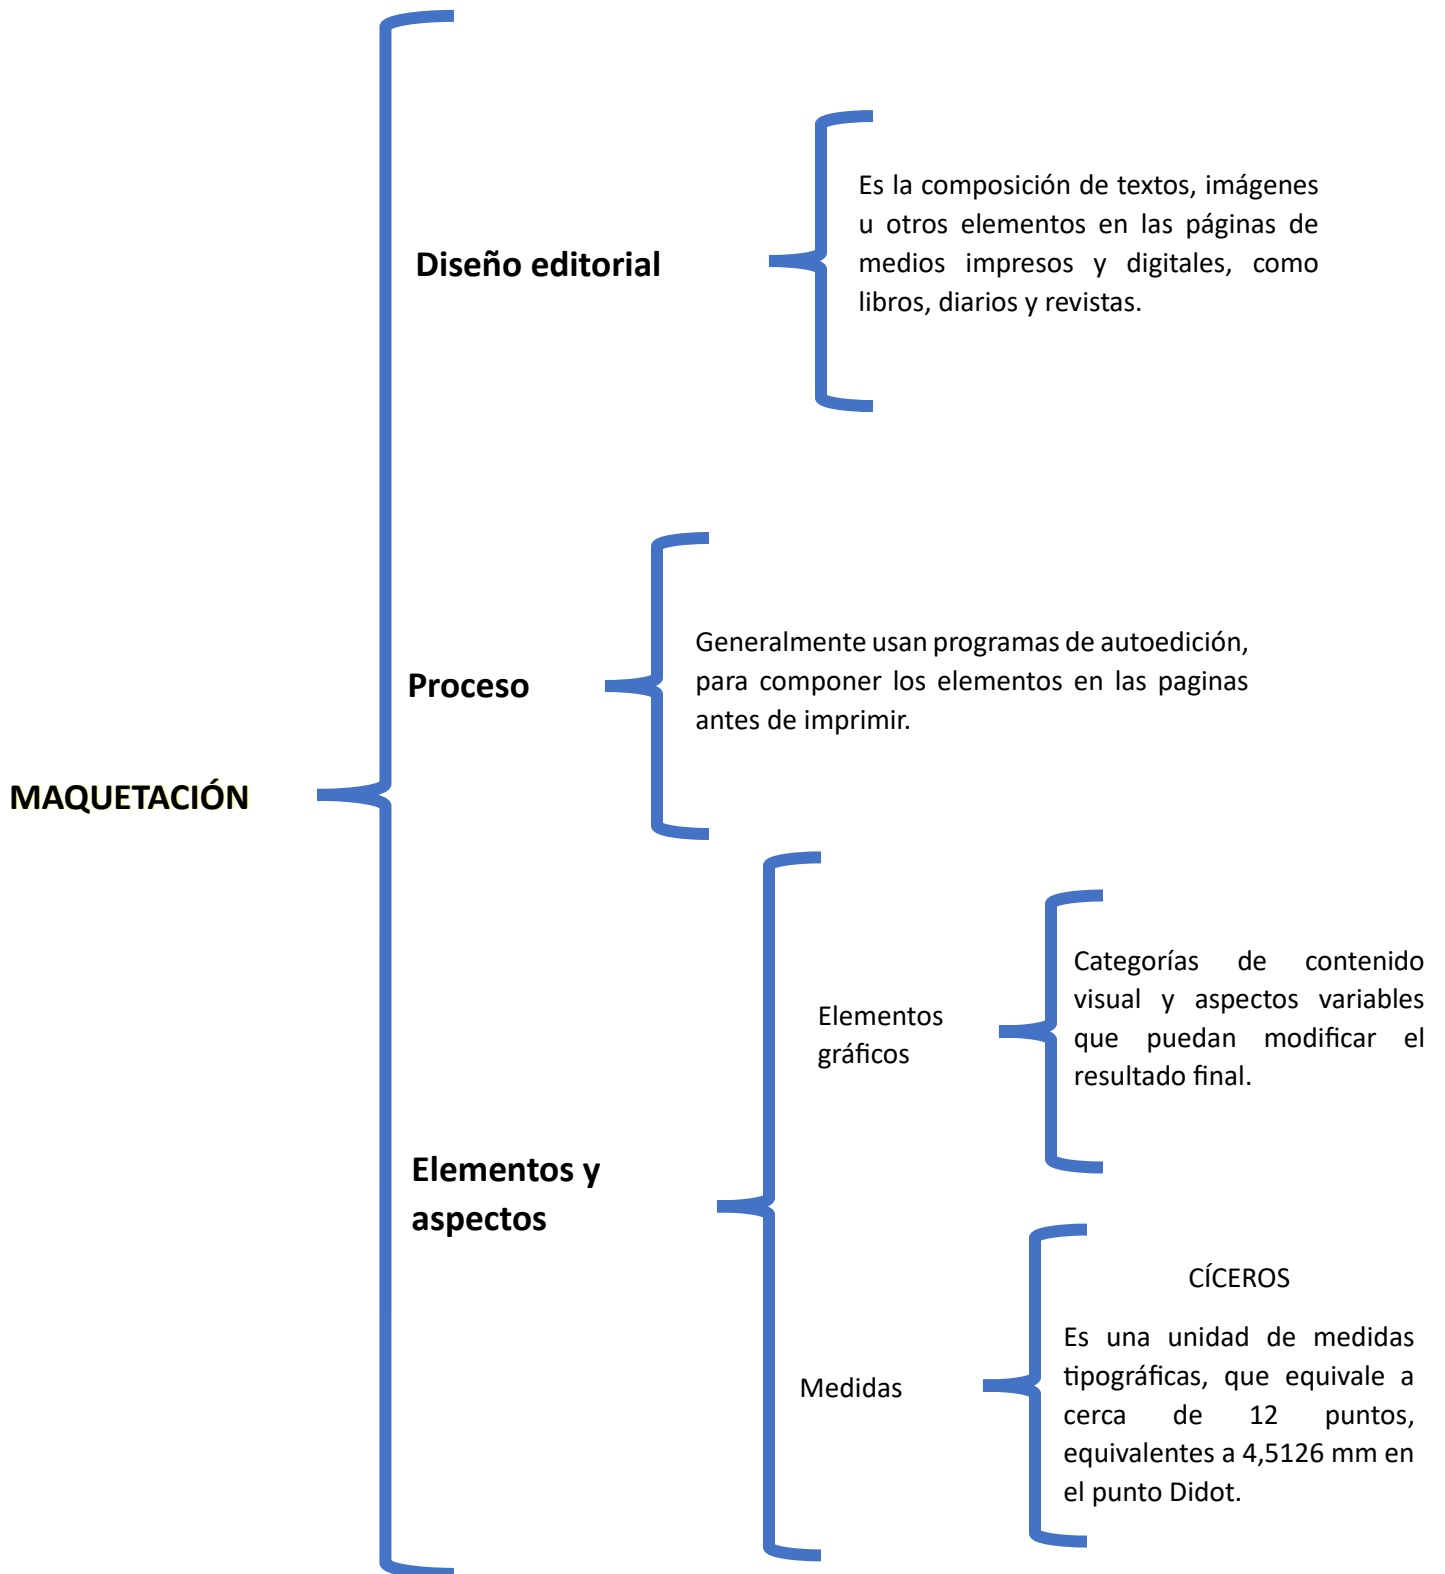 Es la composición de textos, imágenes
u otros elementos en las páginas de
medios impresos y digitales, como
libros, diarios y revistas.
Diseño editorial
Generalmente usan programas de autoedición,
para componer los elementos en las paginas
antes de imprimir.
Proceso
MAQUETACIÓN
Categorías de contenido
visual y aspectos variables
que puedan modificar el
resultado final.
Elementos
gráficos
Elementos y
aspectos
CÍCEROS
Es una unidad de medidas
tipográficas, que equivale a
cerca de 12 puntos,
equivalentes a 4,5126 mm en
el punto Didot.
Medidas